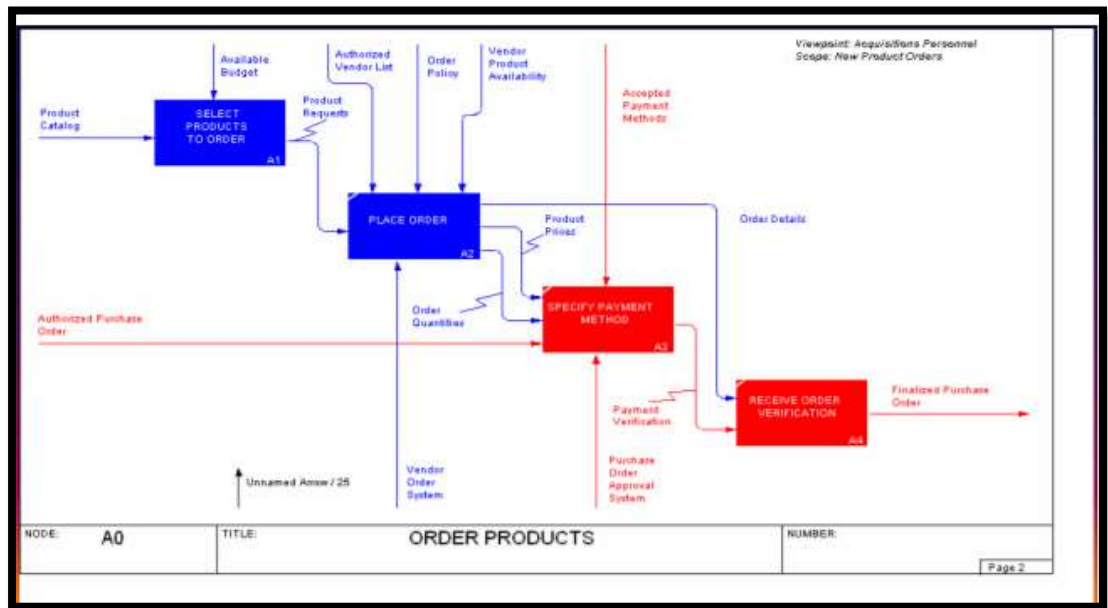 Viewpoint: Acquisitions Personnel
Scope: New Product Orders
Available
Budget
Authorized
Vendor List
Order
Policy
Vendor
Product
Availability
Accepted
Payment
Methods
Product
Catalog
SELECT
PRODUCTS
TO ORDER
A1
Product
Requests
PLACE ORDER
A2
Product
Prices
Order Details
Order
Quantities
SPECIFY PAYMENT
METHOD
A3
Authorized Purchase
Order
Payment
Verification
RECEIVE ORDER
VERIFICATION
A4
Finalized Purchase
Order
Unnamed Arrow / 25
Vendor
Order
System
Purchase
Order
Approval
System
NODE:
A0
TITLE:
ORDER PRODUCTS
NUMBER:
Page 2